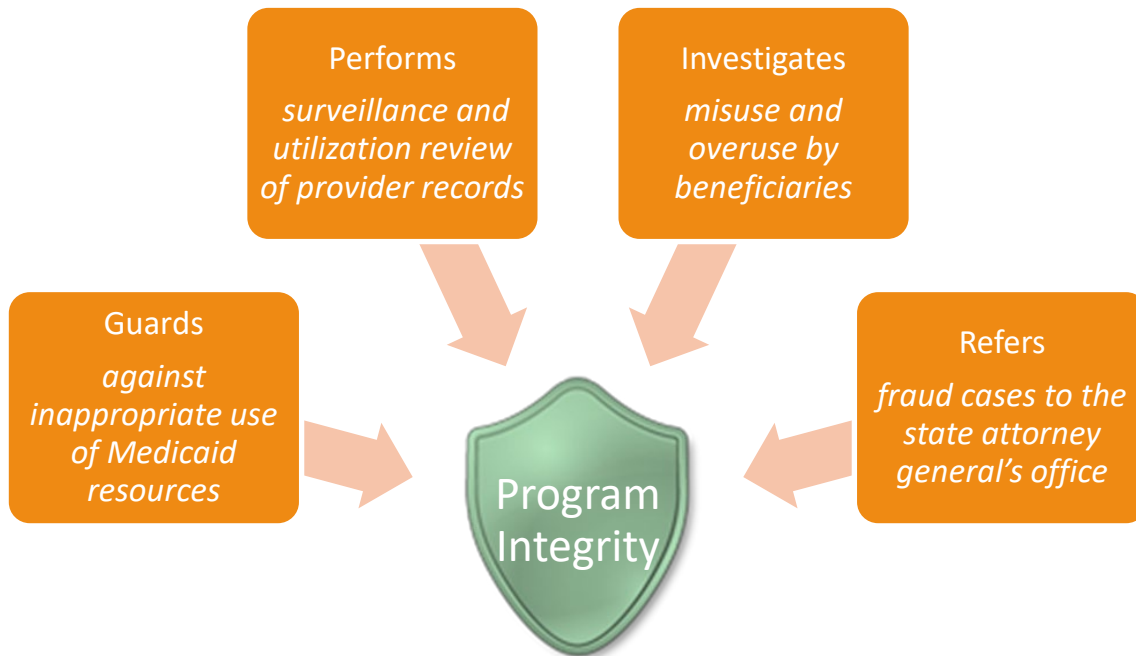 Guards
against
inappropriate use
of Medicaid
resources
Performs
surveillance and
utilization review
of provider records
Investigates
misuse and
overuse by
beneficiaries
Refers
fraud cases to the
state attorney
general's office
Program
Integrity